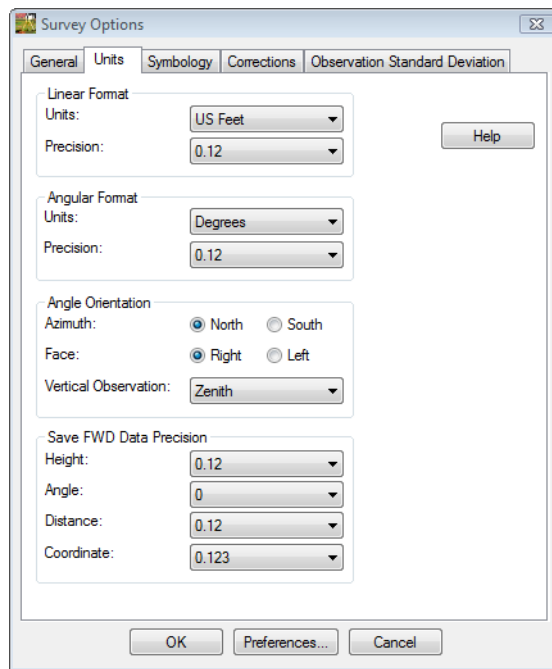 Survey Options
General Units Symbology Corrections Observation Standard Deviation
Linear Format
Units: US Feet
Precision: 0.12
Help
Angular Format
Units: Degrees
Precision: 0.12
Angle Orientation
Azimuth: North South
Face: Right Left
Vertical Observation: Zenith
Save FWD Data Precision
Height: 0.12
Angle: 0
Distance: 0.12
Coordinate: 0.123
OK Preferences... Cancel